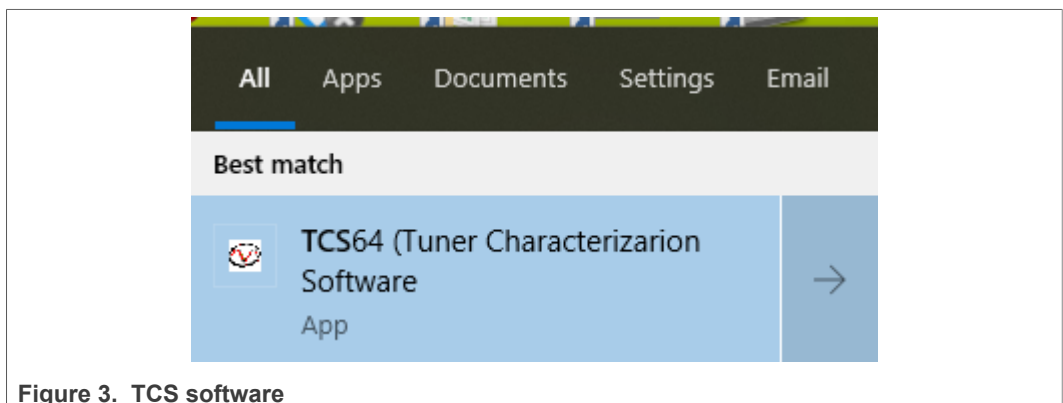 All Apps Documents Settings Email
Best match
TCS64 (Tuner Characterizarion
Software
App
Figure 3. TCS software